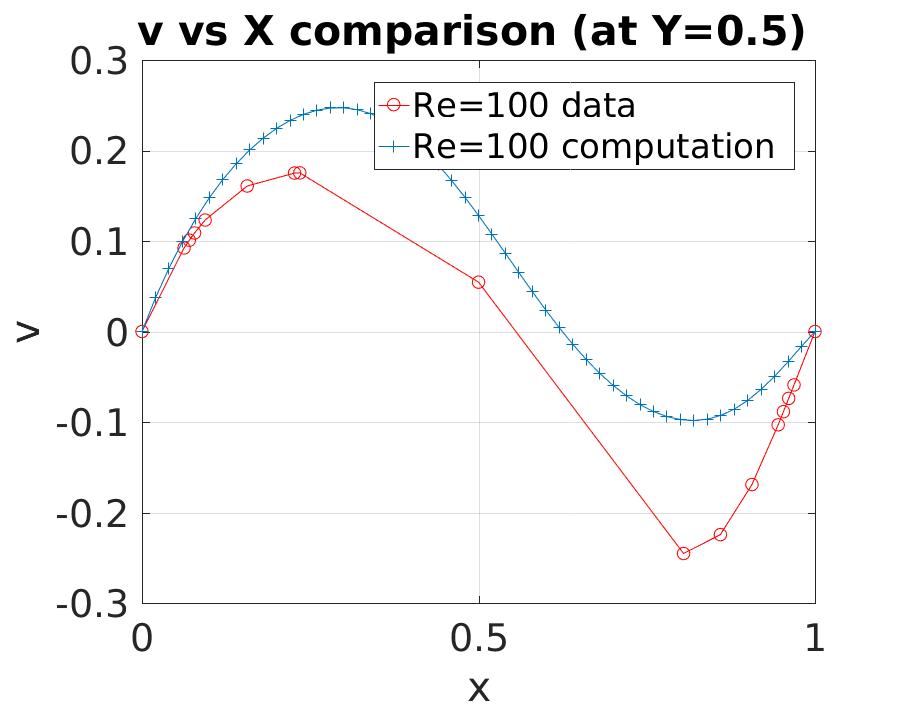 v vs X comparison (at Y=0.5)
0.3
0.2
0.1
0
-0.1
-0.2
-0.3
v
Re=100 data
Re=100 computation
0
0.5
1
x